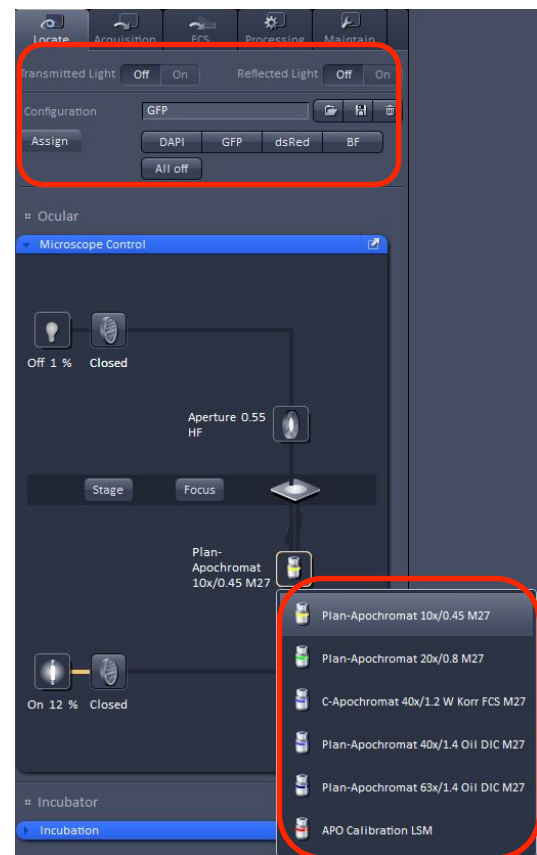 Locate Acquisition FCS Processing Maintain
Transmitted Light Off On Reflected Light Off On
Configuration GFP
Assign DAPI GFP dsRed BF
All off
Ocular
Microscope Control
Off 1 % Closed
Aperture 0.55
HF
Stage Focus
Plan-
Apochromat
10x/0.45 M27
Plan-Apochromat 10x/0.45 M27
Plan-Apochromat 20x/0.8 M27
C-Apochromat 40x/1.2 W Korr FCS M27
Plan-Apochromat 40x/1.4 Oil DIC M27
Plan-Apochromat 63x/1.4 Oil DIC M27
APO Calibration LSM
On 12 % Closed
Incubator
Incubation